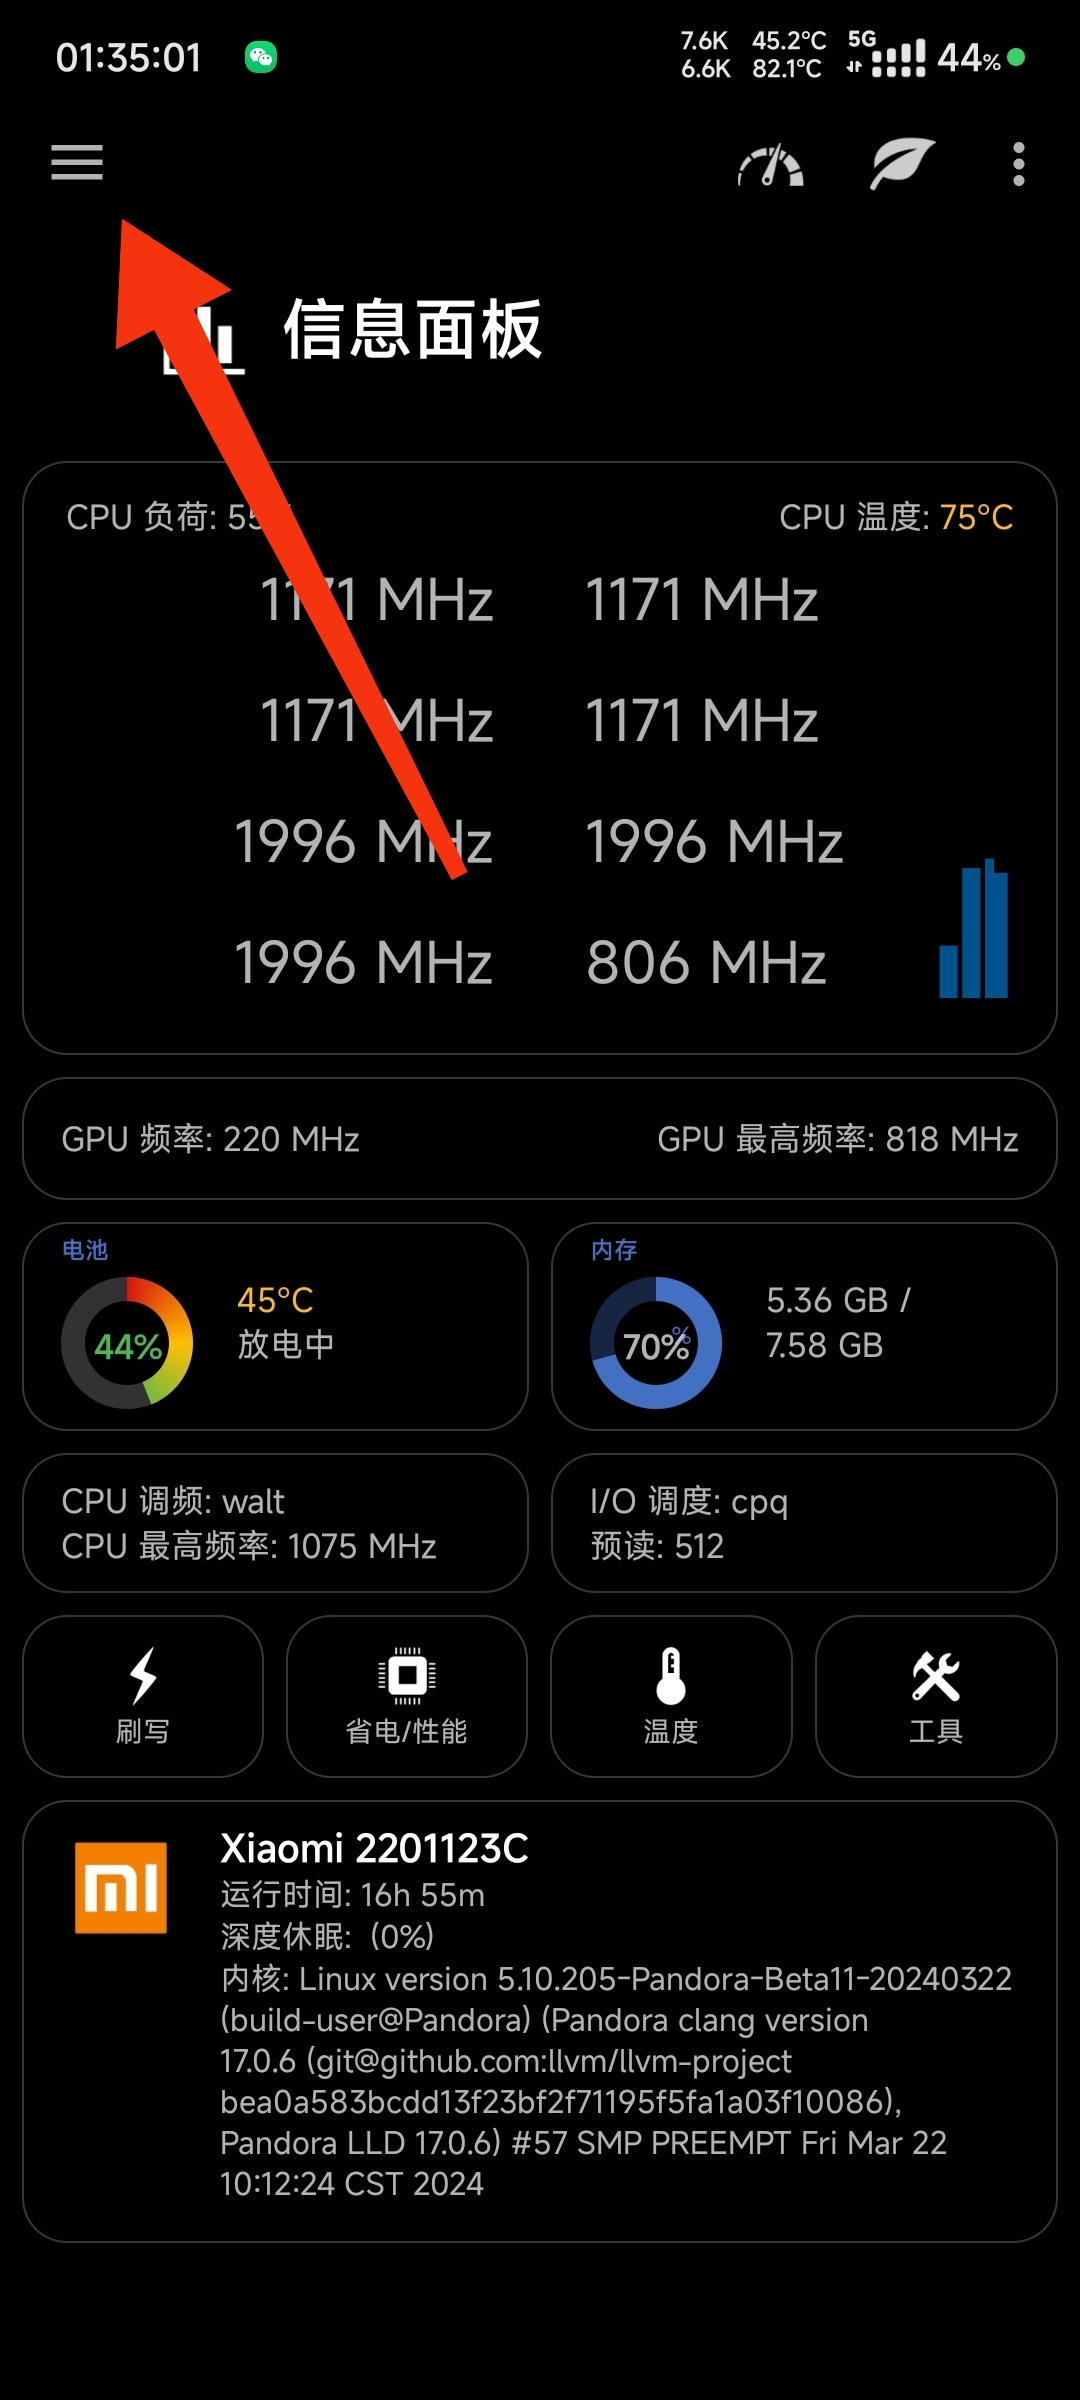 01:35:01
7.6K 45.2°C 5G
6.6K 82.1°C 44%
信息面板
CPU 负荷: 55
CPU 温度: 75°C
1171 MHz 1171 MHz
1171 MHz 1171 MHz
1996 MHz 1996 MHz
1996 MHz 806 MHz
GPU 频率: 220 MHz
GPU 最高频率: 818 MHz
电池
44%
45°C
放电中
内存
70%
%
5.36 GB /
7.58 GB
CPU 调频: walt
CPU 最高频率: 1075 MHz
I/O 调度: cpq
预读: 512
刷写
省电/性能
温度
工具
Xiaomi 2201123C
运行时间: 16h 55m
深度休眠: (0%)
内核: Linux version 5.10.205-Pandora-Beta11-20240322
(build-user@Pandora) (Pandora clang version
17.0.6 (git@github.com:llvm/llvm-project
bea0a583bcdd13f23bf2f71195f5fa1a03f10086),
Pandora LLD 17.0.6) #57 SMP PREEMPT Fri Mar 22
10:12:24 CST 2024